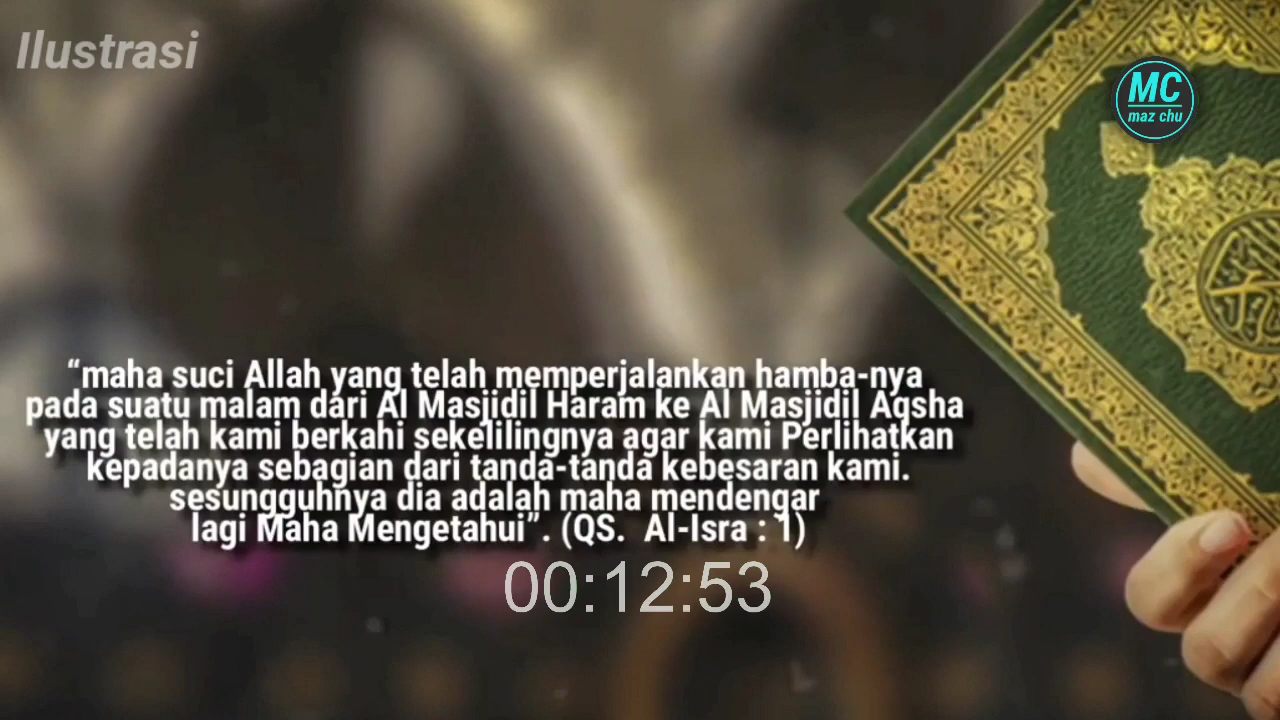 Ilustrasi
MC
maz chu
“maha suci Allah yang telah memperjalankan hamba-nya
pada suatu malam dari Al Masjidil Haram ke Al Masjidil Aqsha
yang telah kami berkahi sekelilingnya agar kami Perlihatkan
kepadanya sebagian dari tanda-tanda kebesaran kami.
sesungguhnya dia adalah maha mendengar
lagi Maha Mengetahui”. (QS.  Al-Isra : 1)
00:12:53